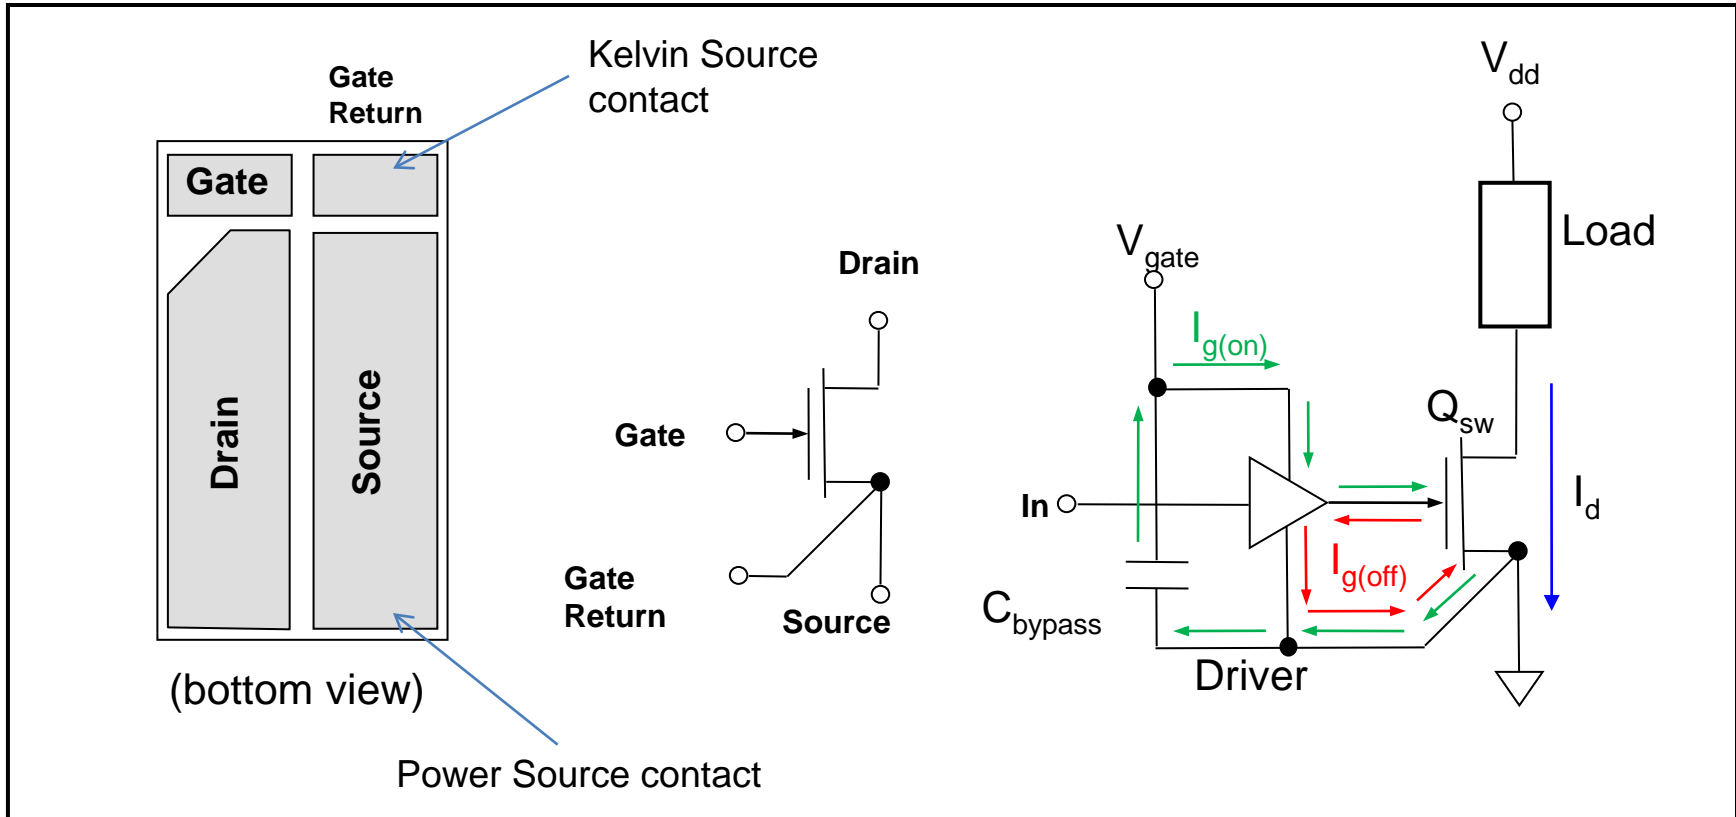 Kelvin Source
contact
Gate
Return
Gate
Drain
Source
(bottom view)
Power Source contact
Drain
Gate
Gate
Return
Source
Vdd
Load
Vgate
Ig(on)
Qsw
In
Id
Ig(off)
Cbypass
Driver